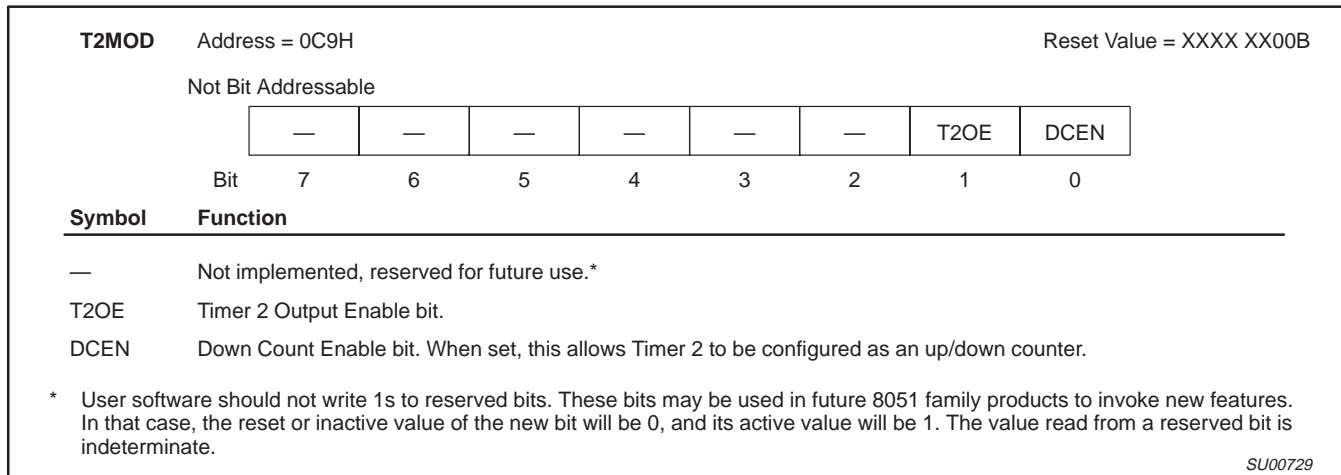 T2MOD Address = 0C9H Reset Value = XXXX XX00B
Not Bit Addressable
— — — — — — T2OE DCEN
Bit 7 6 5 4 3 2 1 0
Symbol Function
— Not implemented, reserved for future use.*
T2OE Timer 2 Output Enable bit.
DCEN Down Count Enable bit. When set, this allows Timer 2 to be configured as an up/down counter.
* User software should not write 1s to reserved bits. These bits may be used in future 8051 family products to invoke new features.
In that case, the reset or inactive value of the new bit will be 0, and its active value will be 1. The value read from a reserved bit is
indeterminate.
SU00729